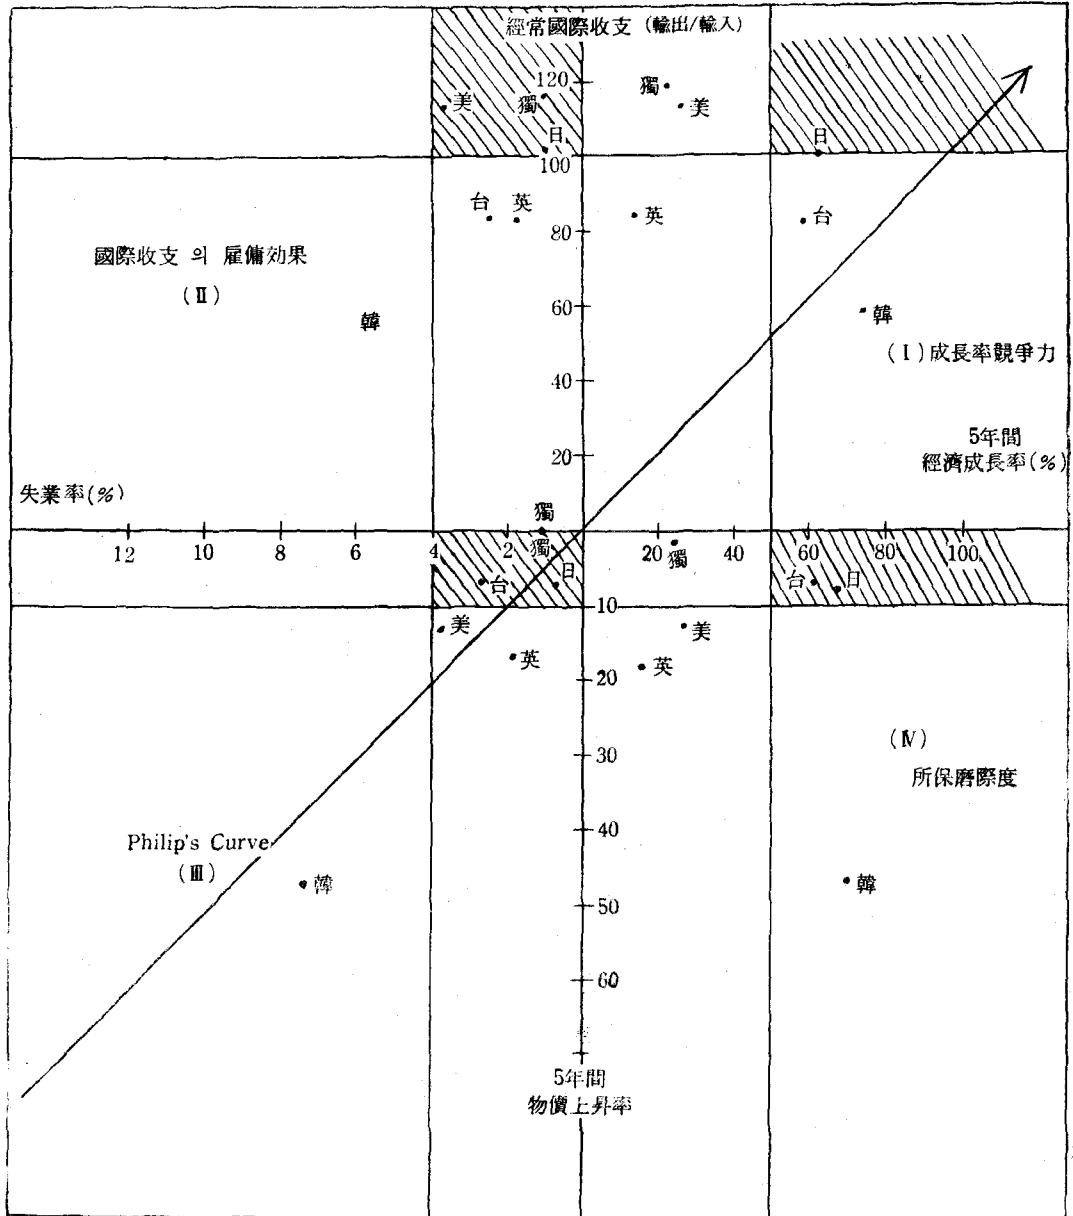 經常國際收支 (輸出/輸入)
120
獨
美
美
獨
日
日
100
台
英
英
台
80
國際收支 의 雇傭効果
(Ⅱ)
60
韓
韓
(Ⅰ)成長率競爭力
40
5年間
20
經濟成長率(%)
失業率(%)
獨
12
10
8
6
4
2
20
40
60
80
100
獨
獨
台
日
台
日
10
美
美
英
英
20
(Ⅳ)
30
所保磨際度
40
Philip's Curve
(Ⅲ)
韓
韓
50
60
5年間
物價上昇率